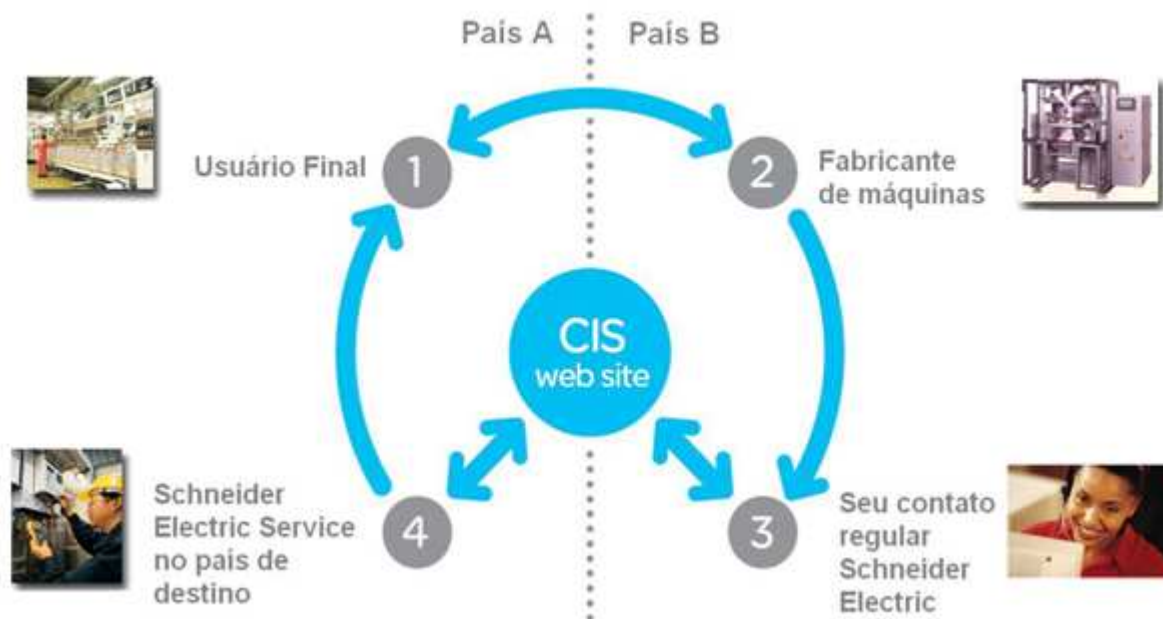 País A
País B
Usuário Final
1
2
Fabricante
de máquinas
CIS
web site
Schneider
Electric Service
no país de
destino
4
3
Seu contato
regular
Schneider
Electric